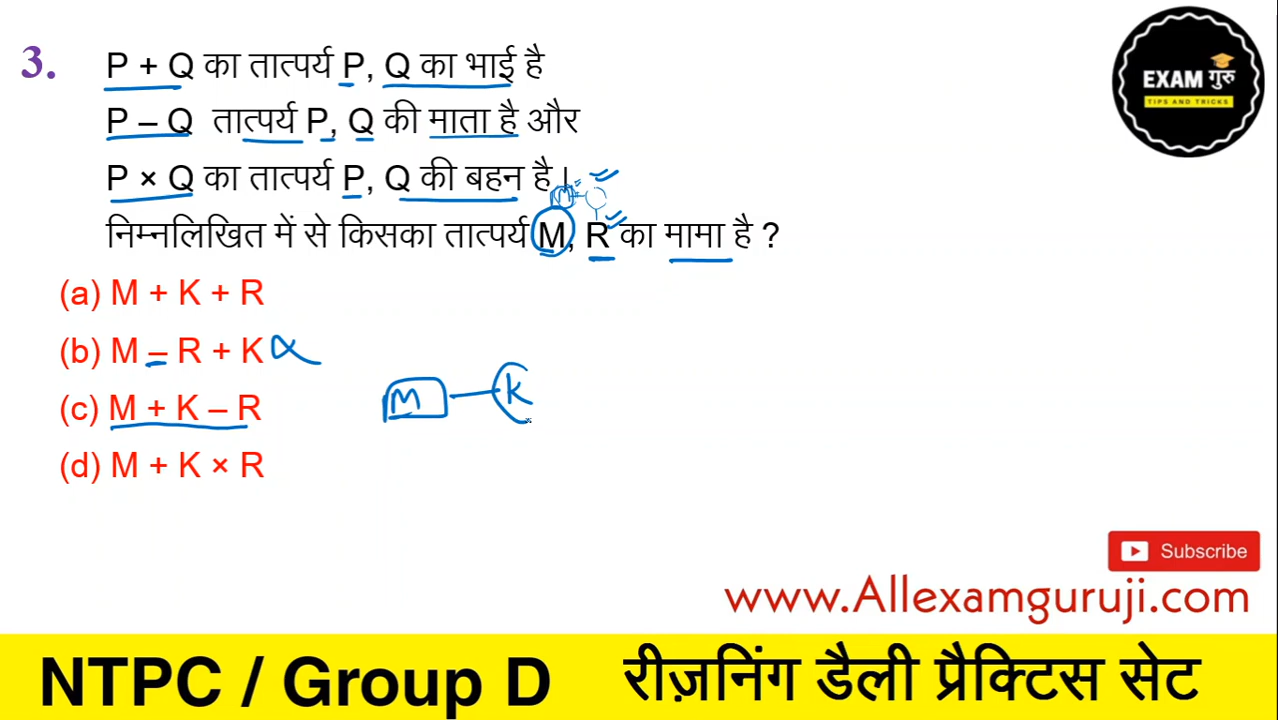 3. P + Q का तात्पर्य P, Q का भाई है
EXAM गुरु
TIPS AND TRICKS
P – Q तात्पर्य P, Q की माता है और
P × Q का तात्पर्य P, Q की बहन है।
M
निम्नलिखित में से किसका तात्पर्य M, R का मामा है ?
(a) M + K + R
(b) M – R + K
(c) M + K – R
M K
(d) M + K × R
Subscribe
www.Allexamguruji.com
NTPC / Group D रीज़निंग डैली प्रैक्टिस सेट